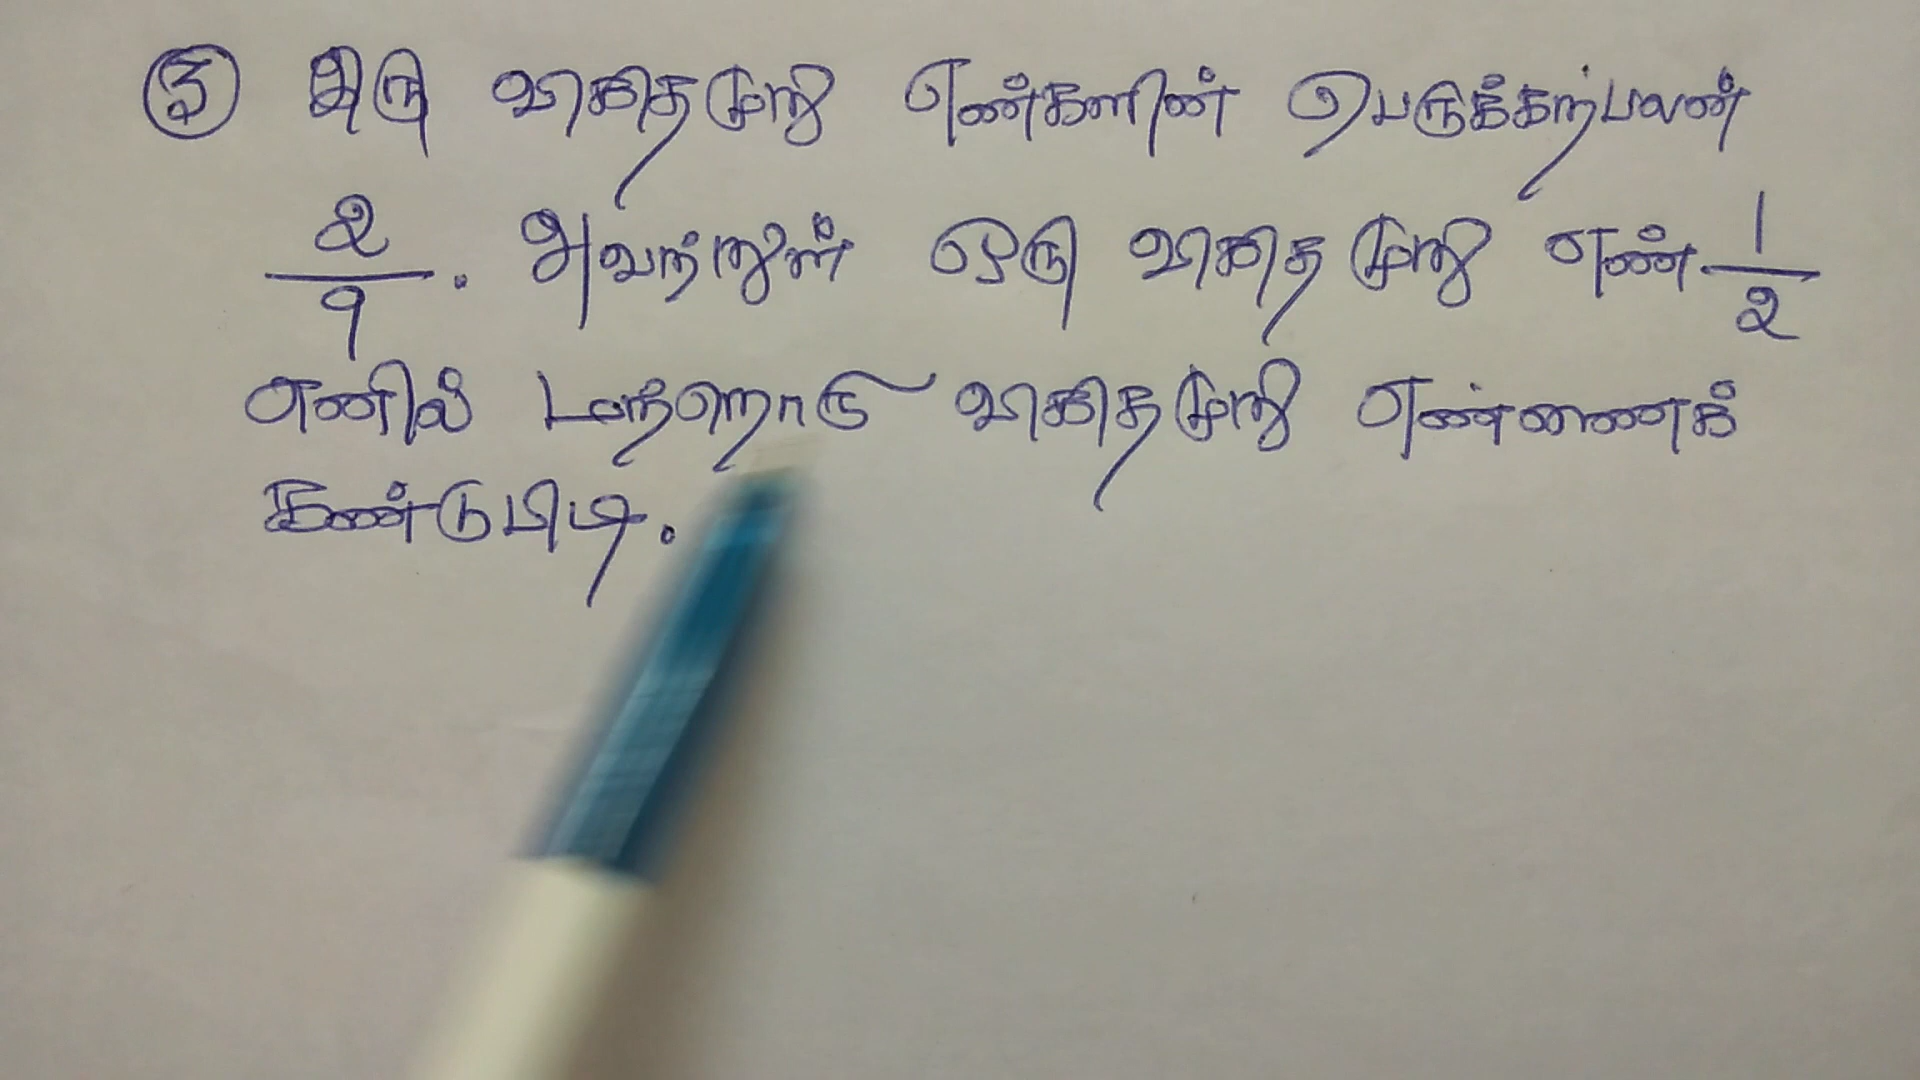 ③ இரு விகிதமுறு எண்களின் பெருக்கற்பலன்
2/9. அவற்றுள் ஒரு விகிதமுறு எண் 1/2
எனில் மற்றொரு விகிதமுறு எண்ணைக்
கண்டுபிடி.